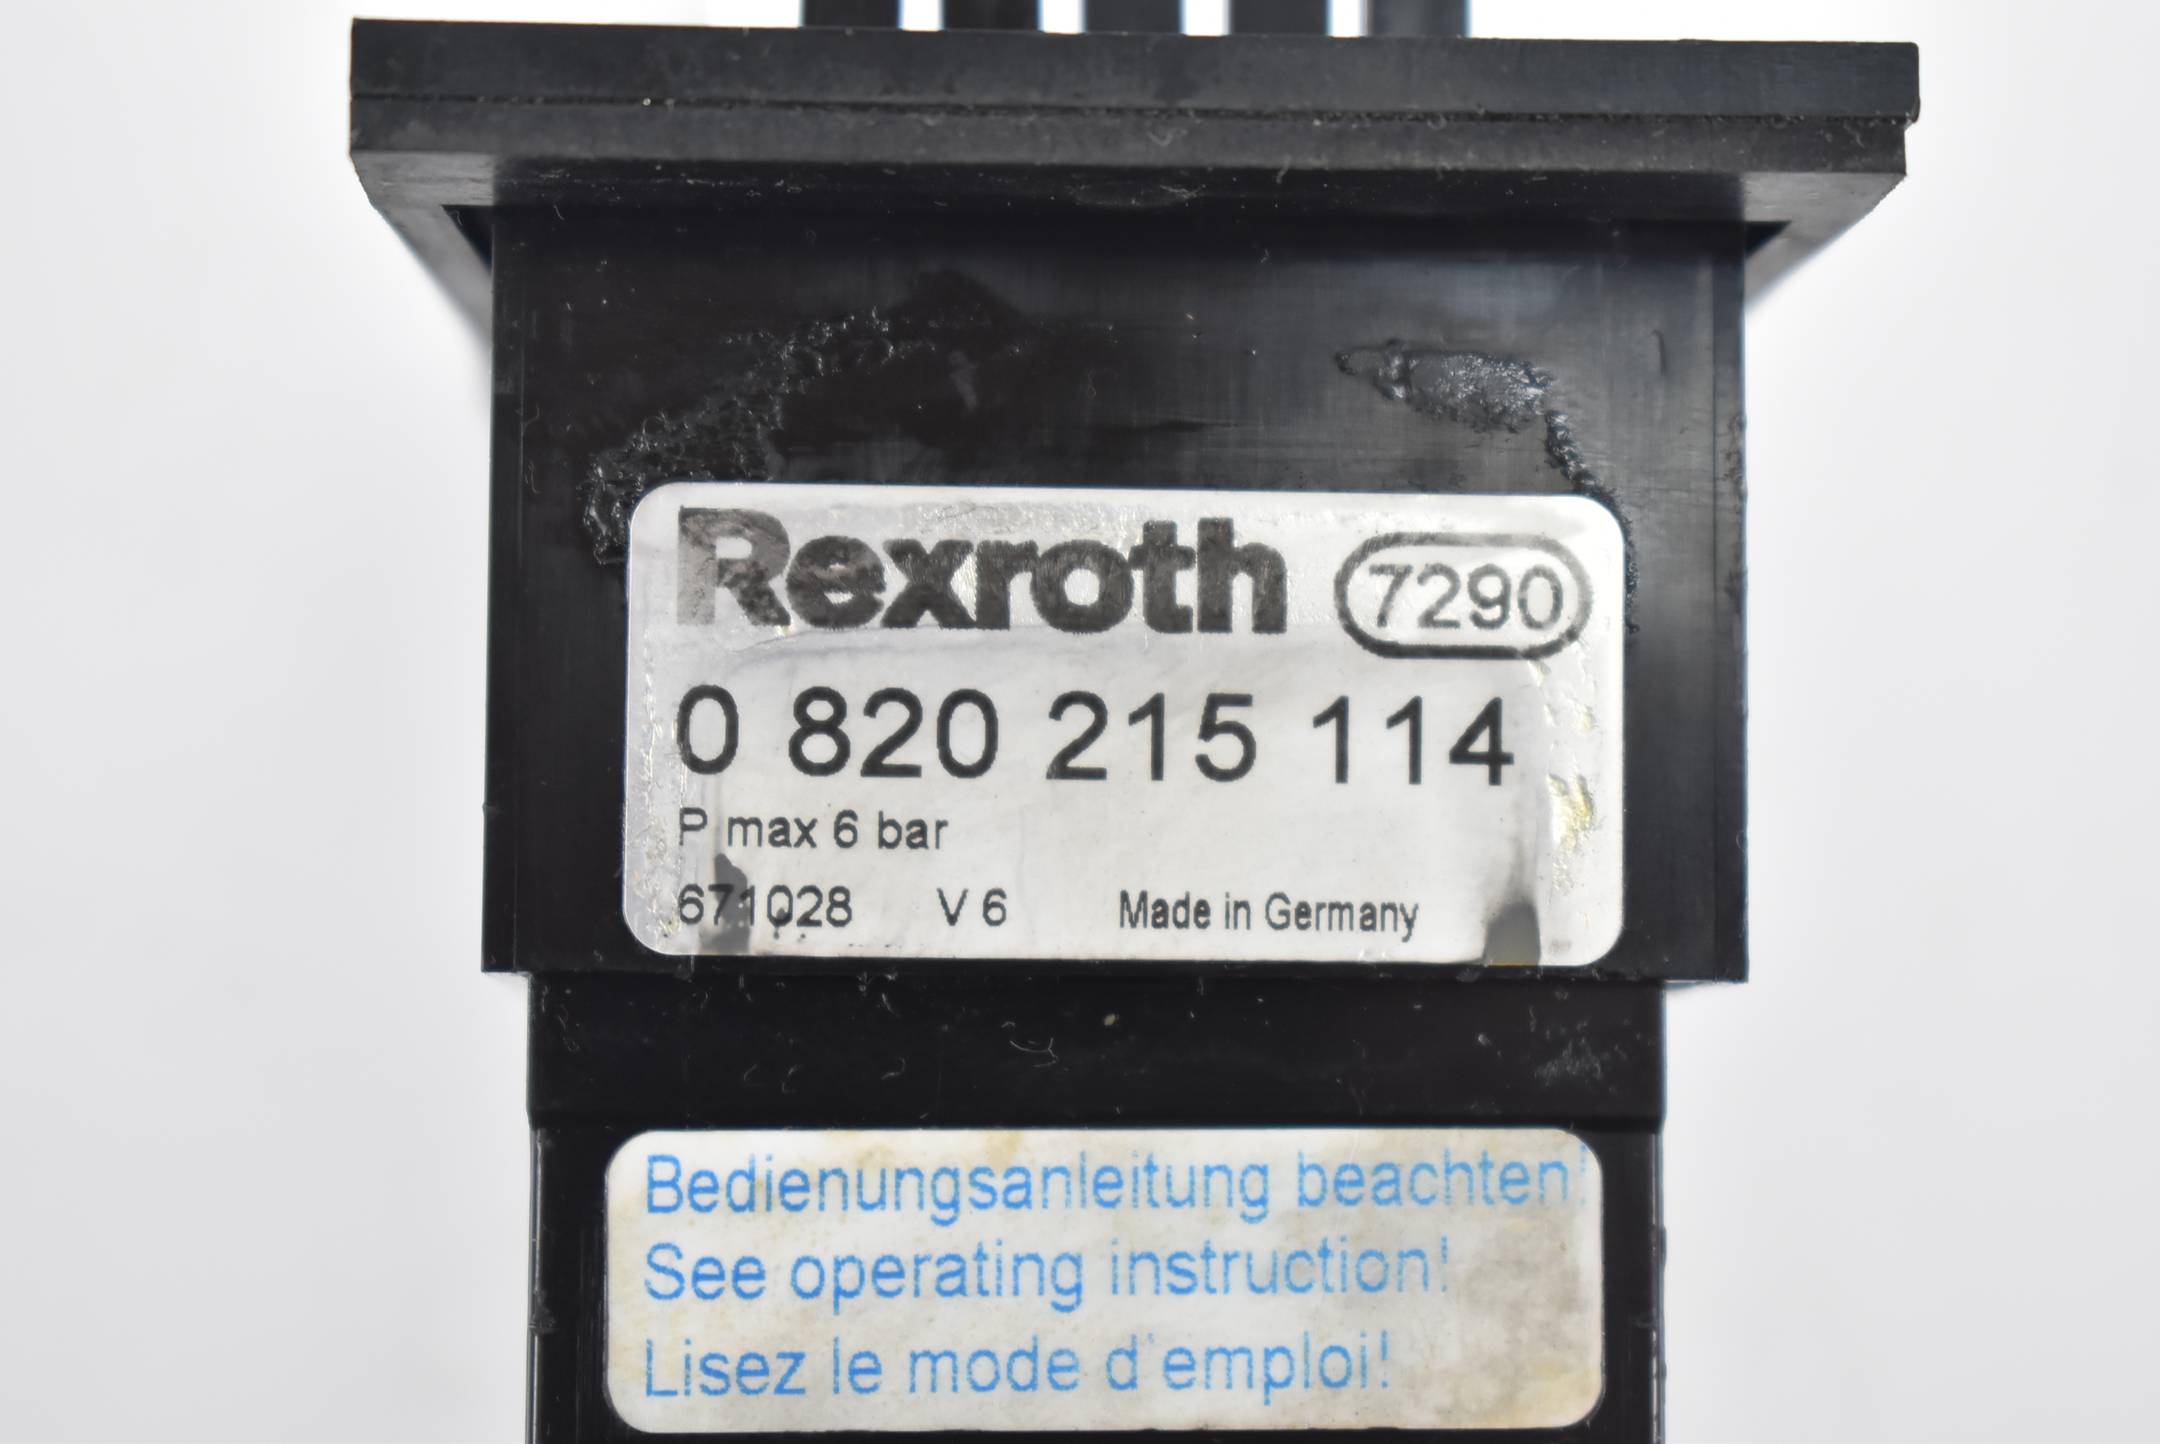 Rexroth 7290
0 820 215 114
P max 6 bar
671028 V 6 Made in Germany
Bedienungsanleitung beachten!
See operating instruction!
Lisez le mode d'emploi!